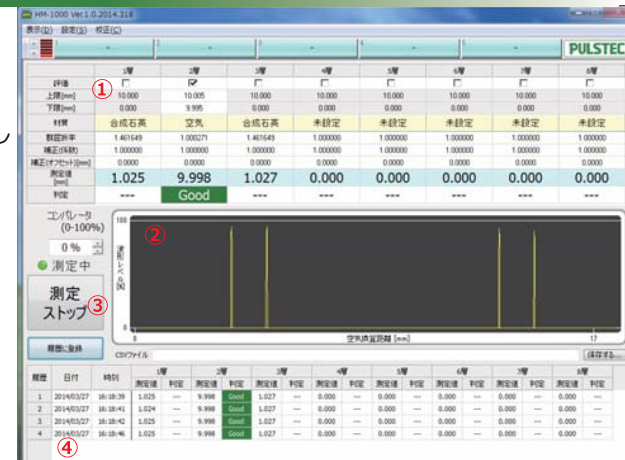 HM-1000 Ver.1.0.2014.318
表示(D) 設定(S) 校正(C)
1 - 2 - 3 - 4 - 5 - PULSTEC
1層 2層 3層 4層 5層 6層 7層 8層
評価
① 上限[mm] 10.000 10.005 10.000 10.000 10.000 10.000 10.000 10.000
下限[mm] 0.000 9.995 0.000 0.000 0.000 0.000 0.000 0.000
材質 合成石英 空気 合成石英 未設定 未設定 未設定 未設定 未設定
群屈折率 1.461649 1.000271 1.461649 1.000000 1.000000 1.000000 1.000000 1.000000
補正(係数) 1.000000 1.000000 1.000000 1.000000 1.000000 1.000000 1.000000 1.000000
補正(オフセット)[mm] 0.0000 0.0000 0.0000 0.0000 0.0000 0.0000 0.0000 0.0000
測定値 [mm] 1.025 9.998 1.027 0.000 0.000 0.000 0.000 0.000
判定 --- Good --- --- --- --- --- ---
コンパレータ
(0-100%)
0 %
測定中
測定
ストップ ③
履歴に登録
100 ②
波形レベル[%]
0
0 空気換算距離 [mm] 17
CSVファイル 保存する...
履歴 日付 時刻 1層 2層 3層 4層 5層 6層 7層 8層
測定値 判定 測定値 判定 測定値 判定 測定値 判定 測定値 判定 測定値 判定 測定値 判定 測定値 判定
1 2014/03/27 16:18:39 1.025 --- 9.998 Good 1.027 --- 0.000 --- 0.000 --- 0.000 --- 0.000 --- 0.000 ---
2 2014/03/27 16:18:41 1.024 --- 9.998 Good 1.027 --- 0.000 --- 0.000 --- 0.000 --- 0.000 --- 0.000 ---
3 2014/03/27 16:18:42 1.025 --- 9.998 Good 1.027 --- 0.000 --- 0.000 --- 0.000 --- 0.000 --- 0.000 ---
4 2014/03/27 16:18:46 1.025 --- 9.998 Good 1.027 --- 0.000 --- 0.000 --- 0.000 --- 0.000 --- 0.000 ---
④